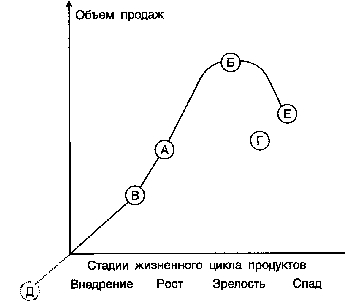 Объем продаж
Б
Е
Г
А
В
Стадии жизненного цикла продуктов
Внедрение Рост Зрелость Спад
Д